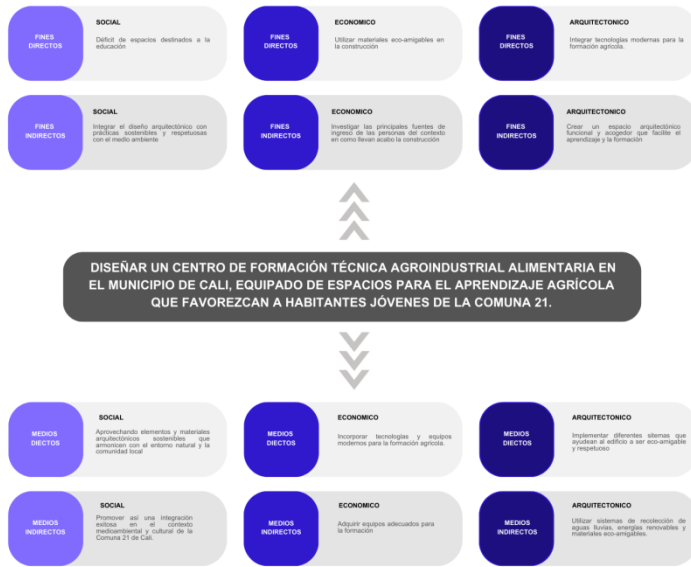 FINES DIRECTOS
SOCIAL
Déficit de espacios destinados a la
educación
FINES DIRECTOS
ECONOMICO
Utilizar materiales eco-amigables en
la construcción
FINES DIRECTOS
ARQUITECTONICO
Integrar tecnologías modernas para la
formación agrícola.
FINES INDIRECTOS
SOCIAL
Integrar el diseño arquitectónico con
prácticas sostenibles y respetuosas
con el medio ambiente
FINES INDIRECTOS
ECONOMICO
Investigar las principales fuentes de
ingresó de las personas del contexto
en como llevan acabo la construcción
FINES INDIRECTOS
ARQUITECTONICO
Crear un espacio arquitectónico
funcional y acogedor que facilite el
aprendizaje y la formación
DISEÑAR UN CENTRO DE FORMACIÓN TÉCNICA AGROINDUSTRIAL ALIMENTARIA EN
EL MUNICIPIO DE CALI, EQUIPADO DE ESPACIOS PARA EL APRENDIZAJE AGRÍCOLA
QUE FAVOREZCAN A HABITANTES JÓVENES DE LA COMUNA 21.
MEDIOS DIECTOS
SOCIAL
Aprovechando elementos y materiales
arquitectónicos sostenibles que
armonicen con el entorno natural y la
comunidad local
MEDIOS DIECTOS
ECONOMICO
Incorporar tecnologías y equipos
modernos para la formación agrícola.
MEDIOS DIECTOS
ARQUITECTONICO
Implementar diferentes sitemas que
ayudean al edificio a ser eco-amigable
y respetuoso
MEDIOS INDIRECTOS
SOCIAL
Promover así una integración
exitosa en el contexto
medioambiental y cultural de la
Comuna 21 de Cali.
MEDIOS INDIRECTOS
ECONOMICO
Adquirir equipos adecuados para
la formación
MEDIOS INDIRECTOS
ARQUITECTONICO
Utilizar sistemas de recolección de
aguas lluvias, energías renovables y
materiales eco-amigables.